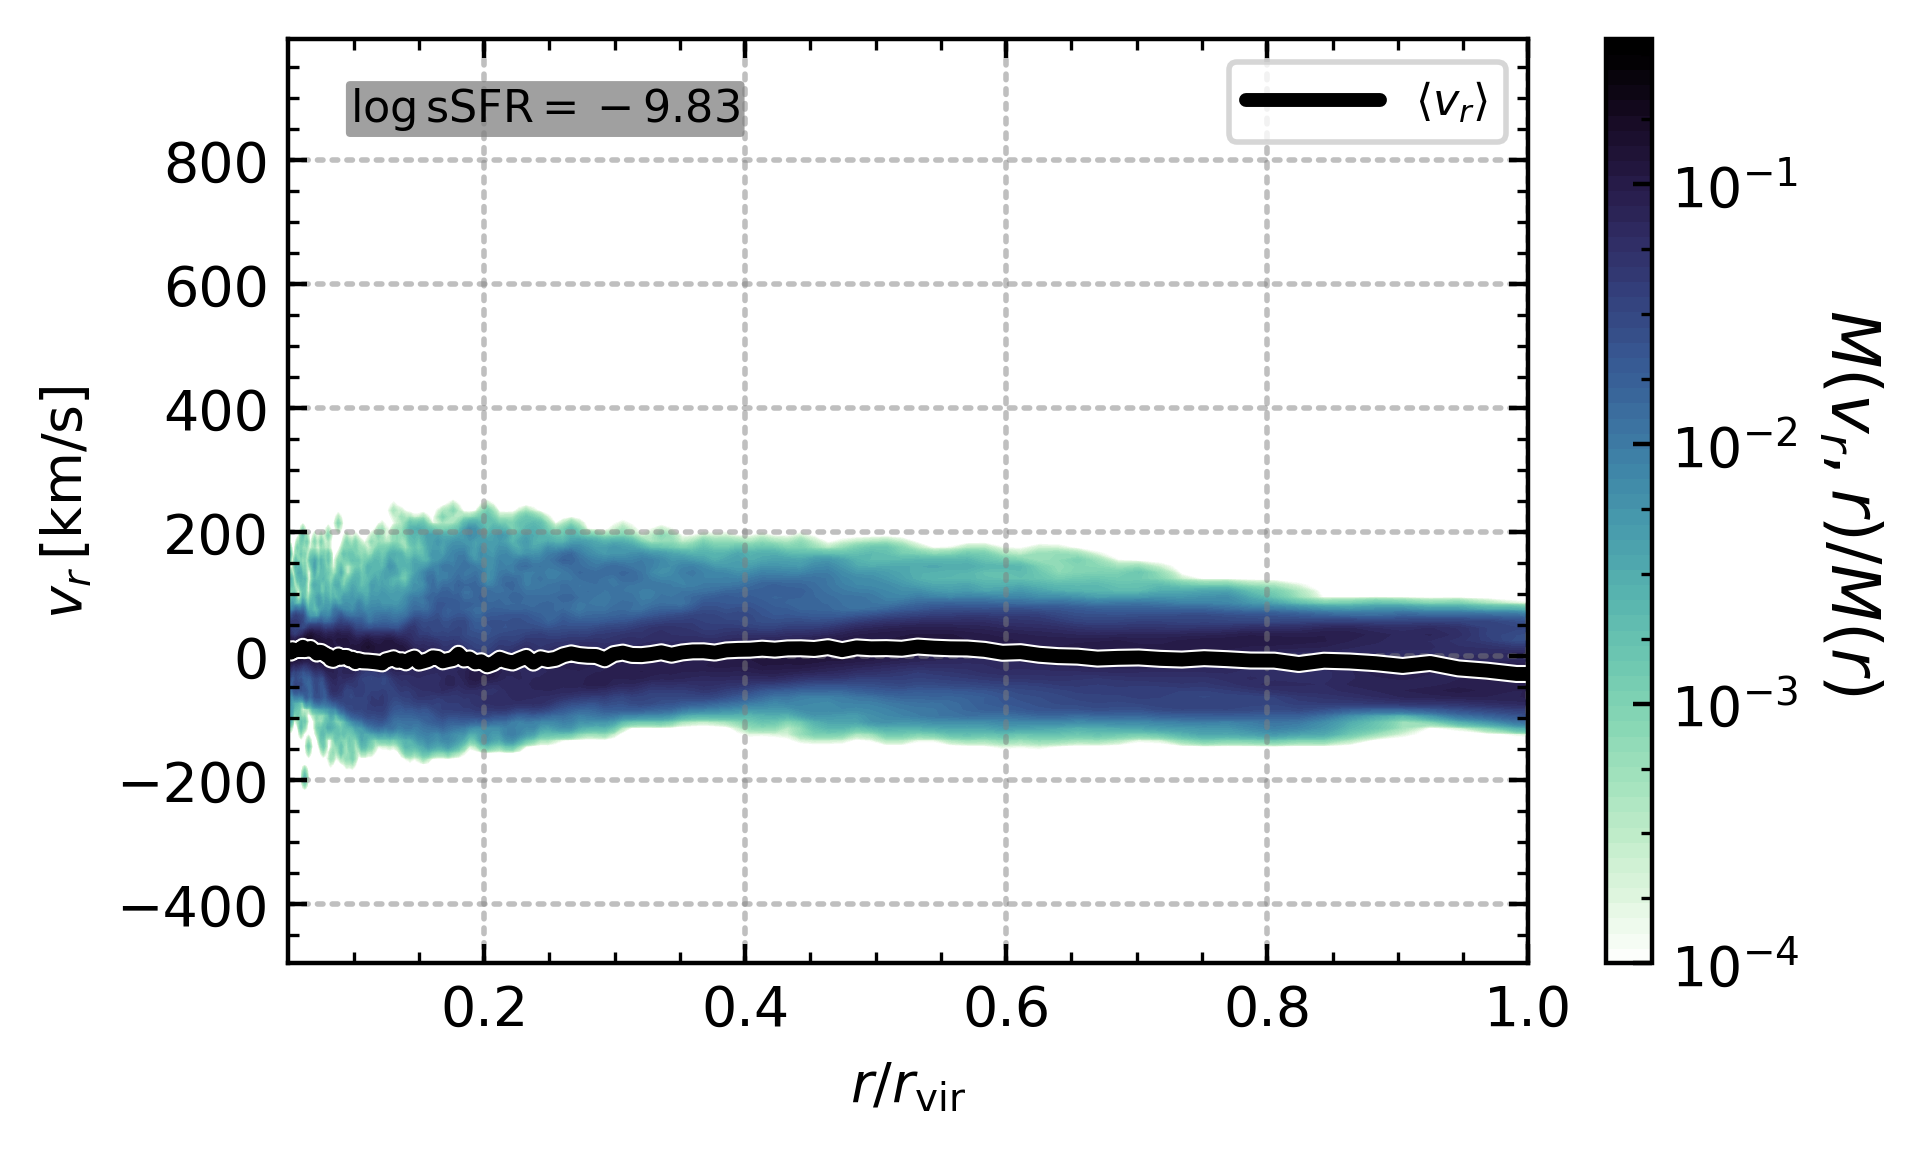 log sSFR = −9.83
⟨v_r⟩
800
600
400
200
0
−200
−400
v_r [km/s]
0.2 0.4 0.6 0.8 1.0
r/r_vir
10⁻¹
10⁻²
10⁻³
10⁻⁴
M(v_r, r)/M(r)